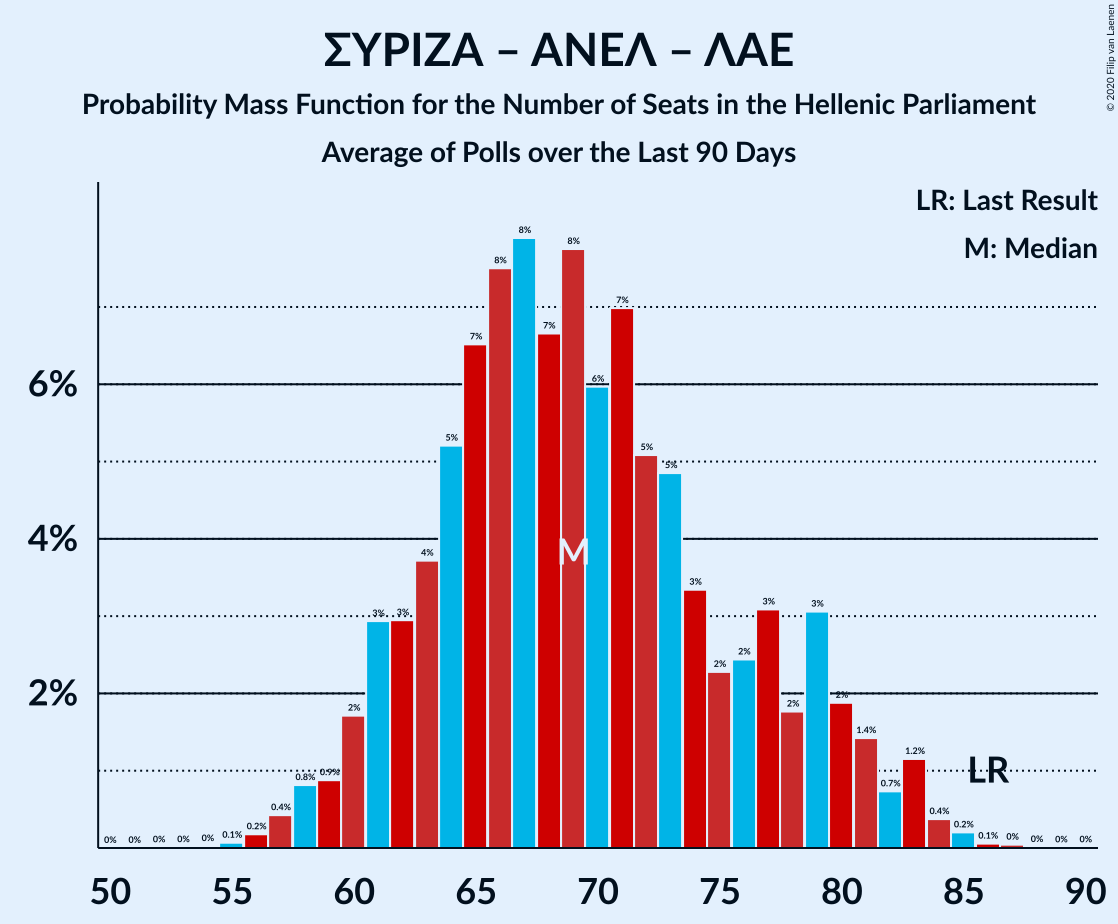 ΣΥΡΙΖΑ – ΑΝΕΛ – ΛΑΕ
Probability Mass Function for the Number of Seats in the Hellenic Parliament
Average of Polls over the Last 90 Days
© 2020 Filip van Laenen
LR: Last Result
M: Median
6%
4%
2%
0% 0% 0% 0% 0% 0.1% 0.2% 0.4% 0.8% 0.9% 2% 3% 3% 4% 5% 7% 8% 8% 7% 8% 6% 7% 5% 5% 3% 2% 2% 3% 2% 3% 2% 1.4% 0.7% 1.2% 0.4% 0.2% 0.1% 0% 0% 0% 0%
M
LR
50 55 60 65 70 75 80 85 90